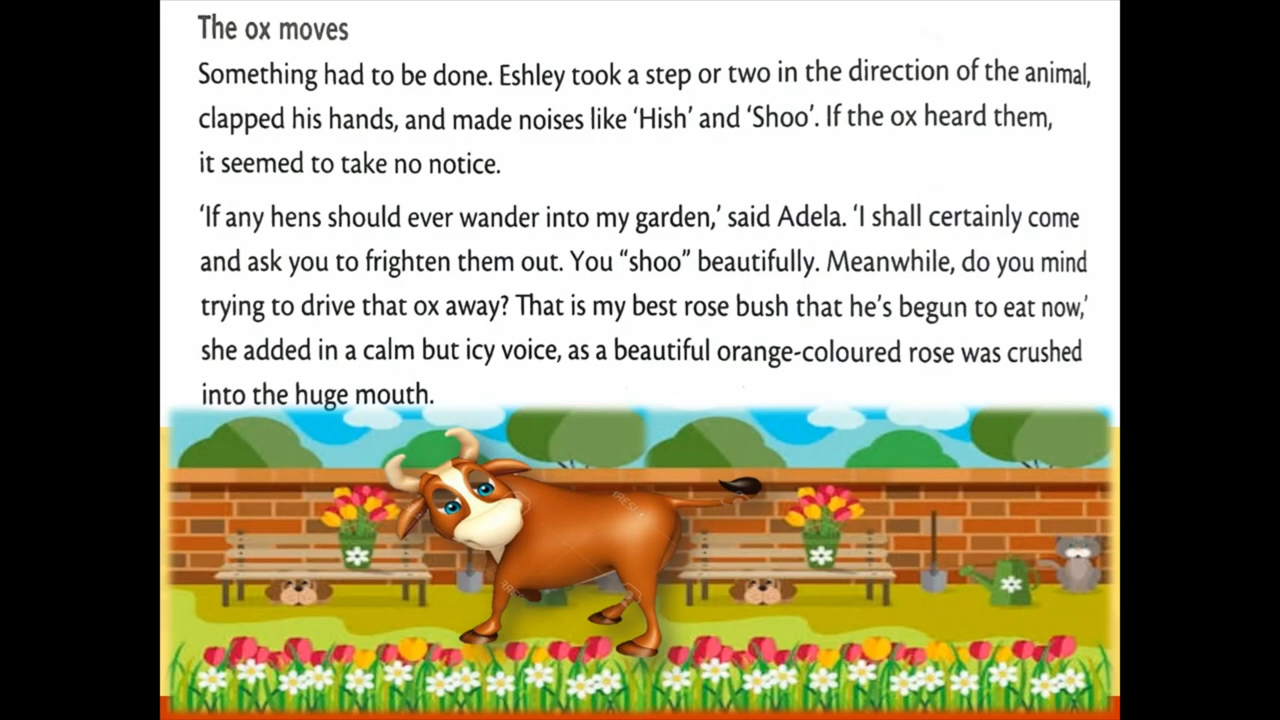 The ox moves
Something had to be done. Eshley took a step or two in the direction of the animal,
clapped his hands, and made noises like ‘Hish’ and ‘Shoo’. If the ox heard them,
it seemed to take no notice.
‘If any hens should ever wander into my garden,’ said Adela. ‘I shall certainly come
and ask you to frighten them out. You “shoo” beautifully. Meanwhile, do you mind
trying to drive that ox away? That is my best rose bush that he’s begun to eat now,’
she added in a calm but icy voice, as a beautiful orange-coloured rose was crushed
into the huge mouth.